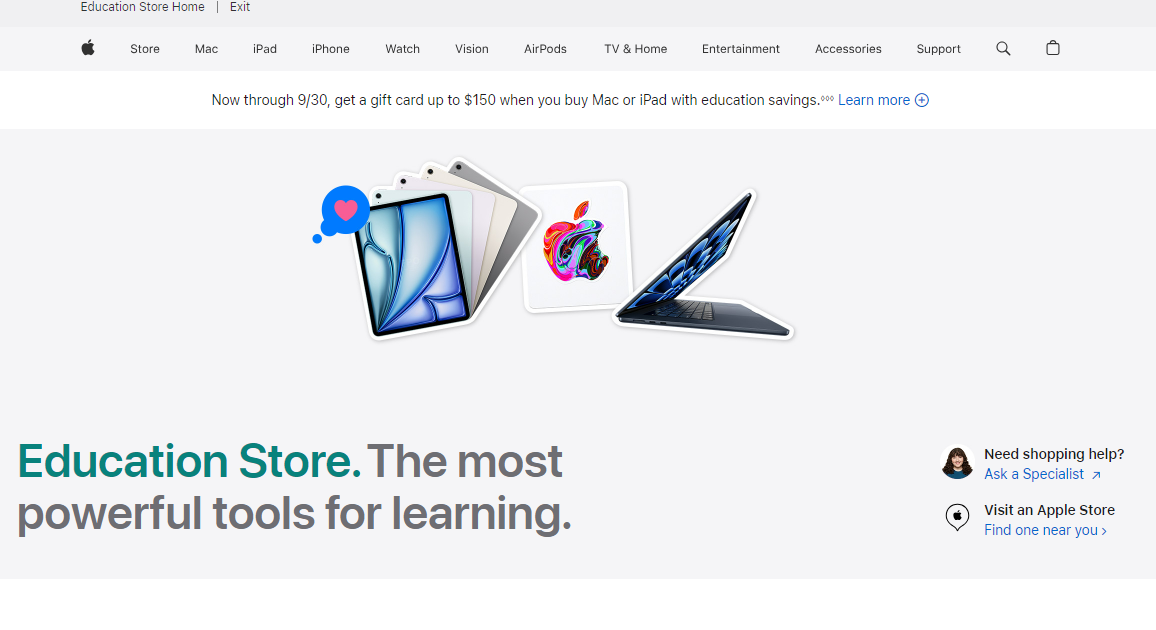 Education Store Home | Exit
Store Mac iPad iPhone Watch Vision AirPods TV & Home Entertainment Accessories Support
Now through 9/30, get a gift card up to $150 when you buy Mac or iPad with education savings.◊◊◊ Learn more
Education Store. The most
powerful tools for learning.
Need shopping help?
Ask a Specialist ↗
Visit an Apple Store
Find one near you >